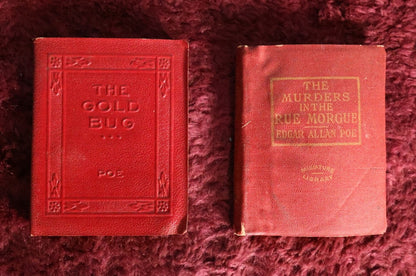 THE
GOLD
BUG
POE
THE
MURDERS
IN THE
RUE MORGUE
EDGAR ALLAN POE
MINIATURE
LIBRARY